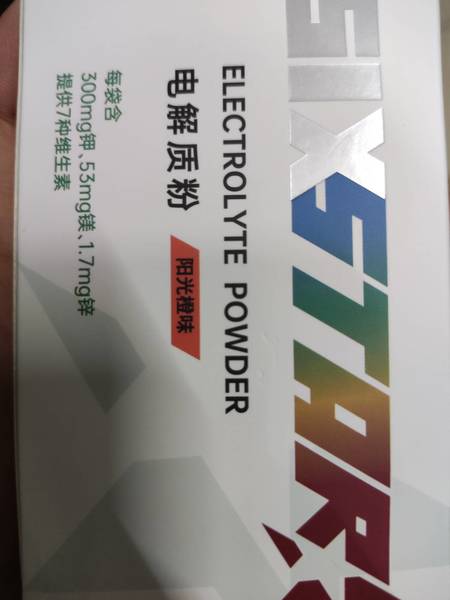 SIXSTAR
ELECTROLYTE POWDER
电解质粉
阳光橙味
每袋含
300mg钾、53mg镁、1.7mg锌
提供7种维生素